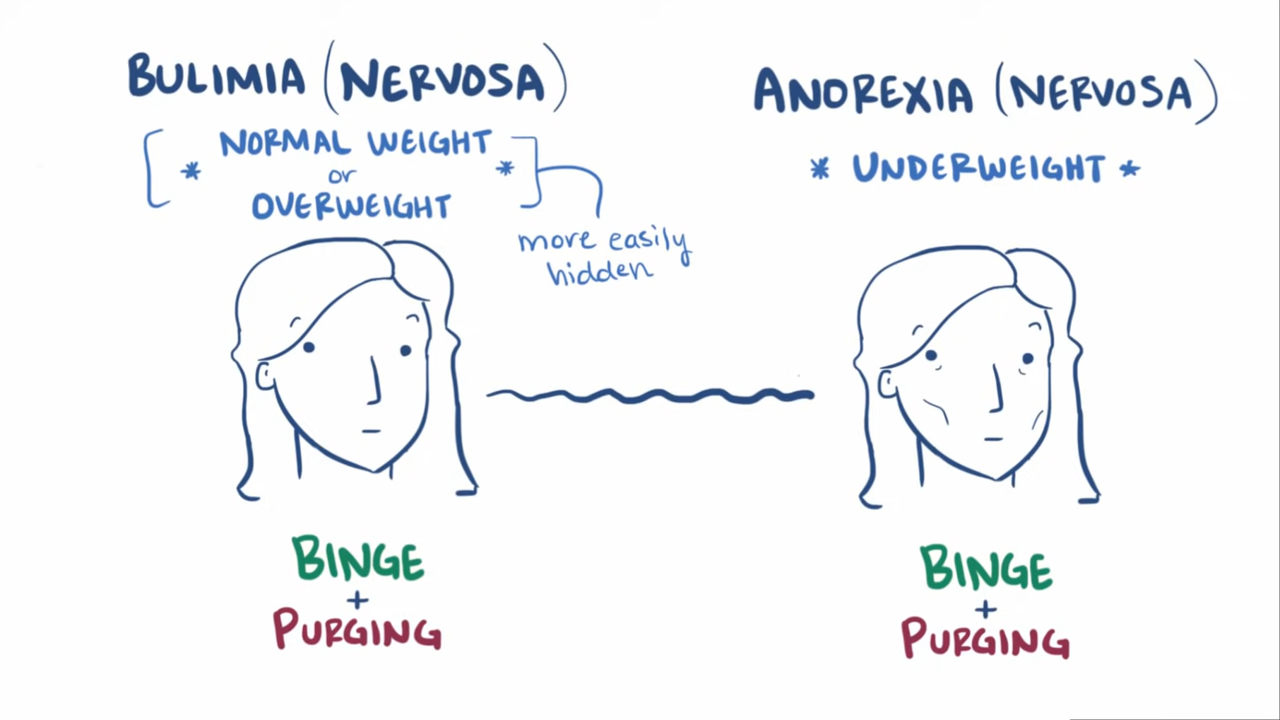 BULIMIA (NERVOSA)
* NORMAL WEIGHT *
or
OVERWEIGHT
more easily
hidden
BINGE
+
PURGING
ANOREXIA (NERVOSA)
* UNDERWEIGHT *
BINGE
+
PURGING